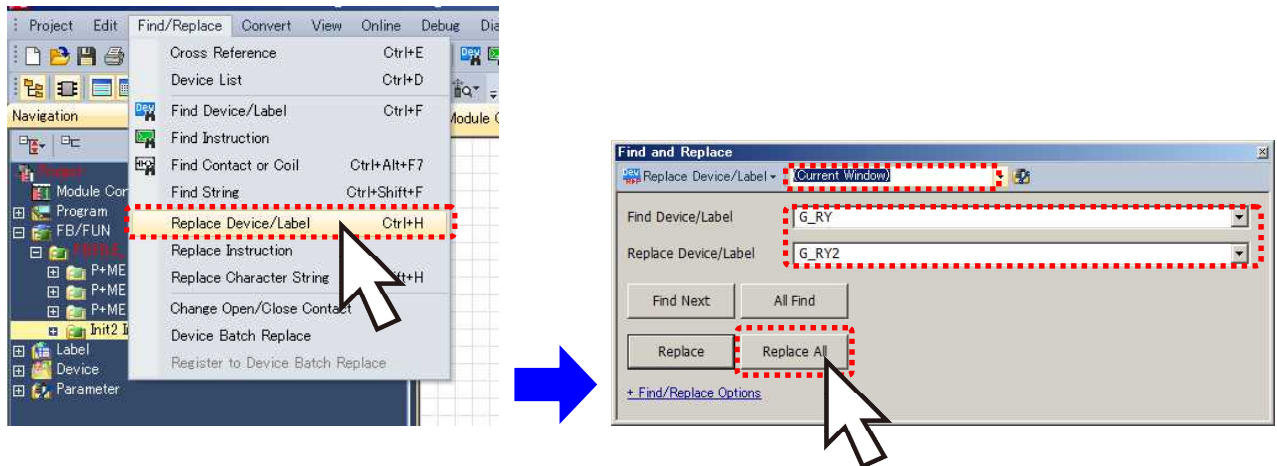 Project Edit Find/Replace Convert View Online Debug Dia
Cross Reference Ctrl+E
Device List Ctrl+D
Find Device/Label Ctrl+F
Find Instruction
Find Contact or Coil Ctrl+Alt+F7
Find String Ctrl+Shift+F
Replace Device/Label Ctrl+H
Replace Instruction
Replace Character String ft+H
Change Open/Close Contact
Device Batch Replace
Register to Device Batch Replace
Navigation
Module C
Module Cor
Program
FB/FUN
P+ME
P+ME
P+ME
Init2 I
Label
Device
Parameter
Find and Replace
Replace Device/Label (Current Window)
Find Device/Label G_RY
Replace Device/Label G_RY2
Find Next All Find
Replace Replace All
+ Find/Replace Options